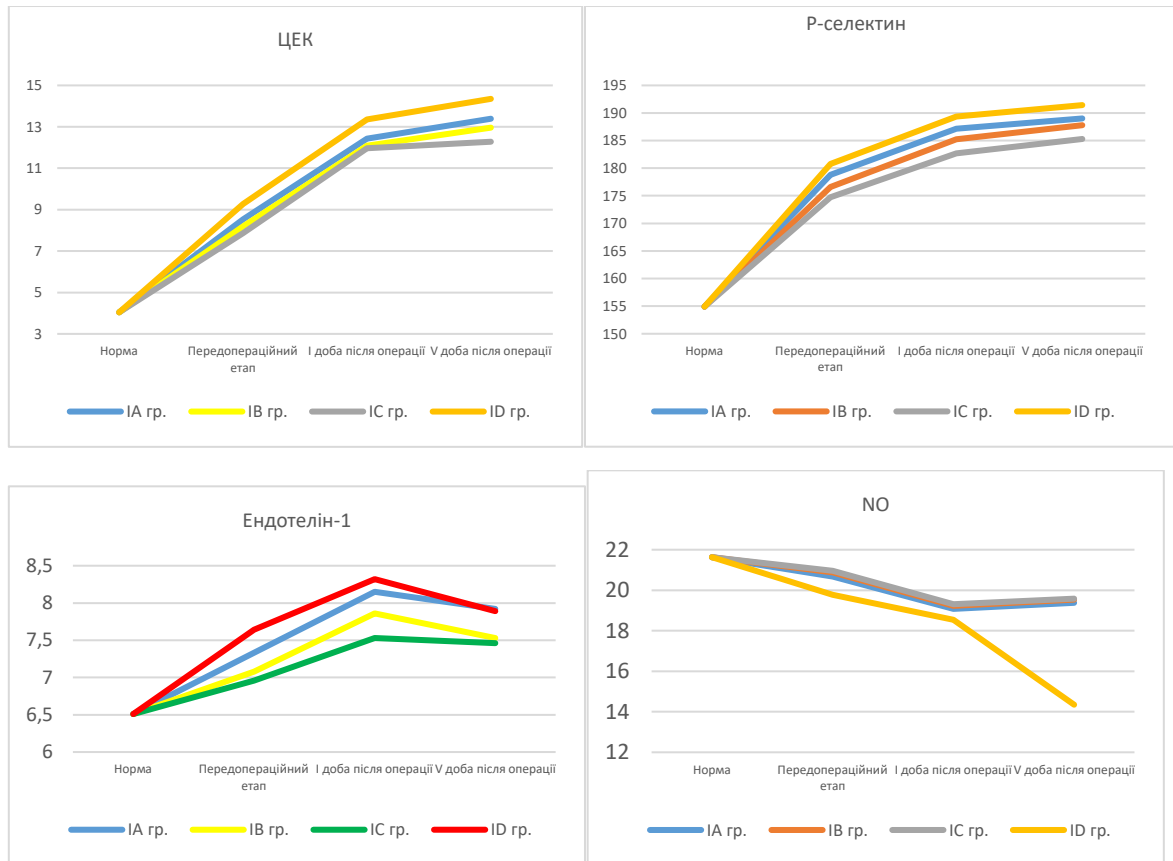 ЦЕК
15
13
11
9
7
5
3
Норма
Передопераційний
етап
I доба після операції
V доба після операції
IA гр.
IB гр.
IC гр.
ID гр.
P-селектин
195
190
185
180
175
170
165
160
155
150
Норма
Передопераційний
етап
I доба після операції
V доба після операції
IA гр.
IB гр.
IC гр.
ID гр.
Ендотелін-1
8,5
8
7,5
7
6,5
6
Норма
Передопераційний
етап
I доба після операції
V доба після операції
IA гр.
IB гр.
IC гр.
ID гр.
NO
22
20
18
16
14
12
Норма
Передопераційний
етап
I доба після операції
V доба після операції
IA гр.
IB гр.
IC гр.
ID гр.